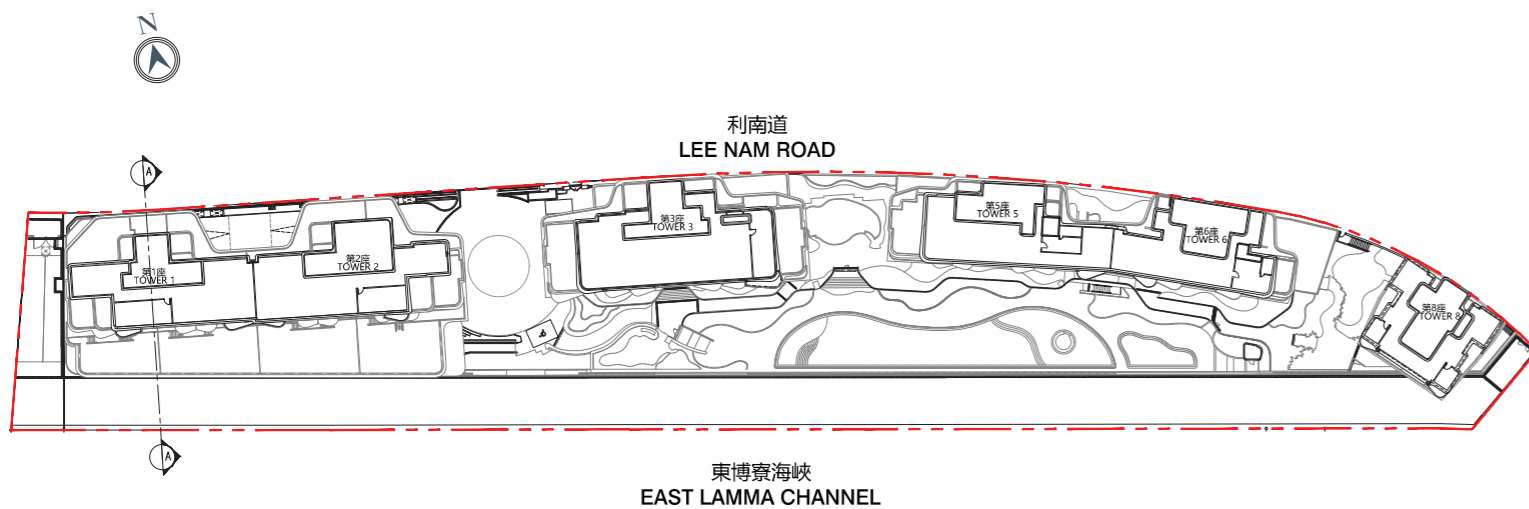 N
利南道
LEE NAM ROAD
A
第1座
TOWER 1
第2座
TOWER 2
第3座
TOWER 3
第5座
TOWER 5
第6座
TOWER 6
第8座
TOWER 8
A
東博寮海峽
EAST LAMMA CHANNEL